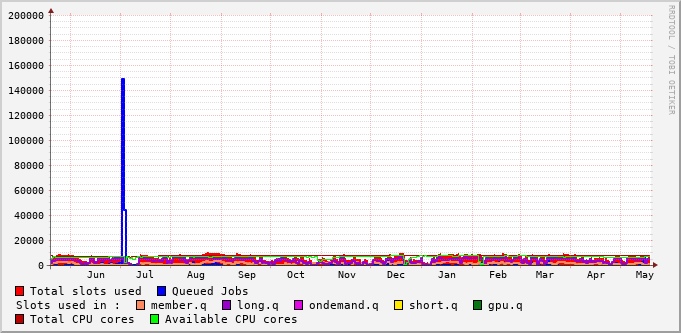 200000
180000
160000
140000
120000
100000
80000
60000
40000
20000
0
Jun Jul Aug Sep Oct Nov Dec Jan Feb Mar Apr May
Total slots used Queued Jobs
Slots used in : member.q long.q ondemand.q short.q gpu.q
Total CPU cores Available CPU cores
RRDTOOL / TOBI OETIKER